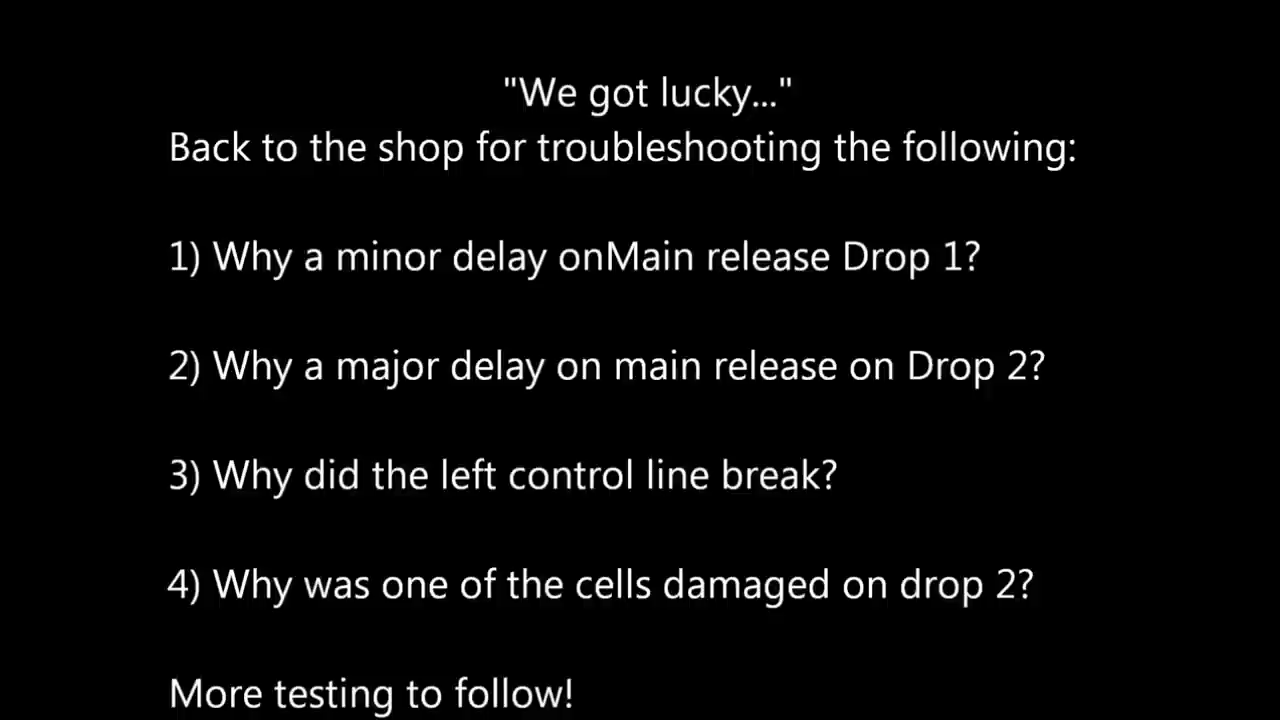 "We got lucky..."
Back to the shop for troubleshooting the following:
1) Why a minor delay onMain release Drop 1?
2) Why a major delay on main release on Drop 2?
3) Why did the left control line break?
4) Why was one of the cells damaged on drop 2?
More testing to follow!